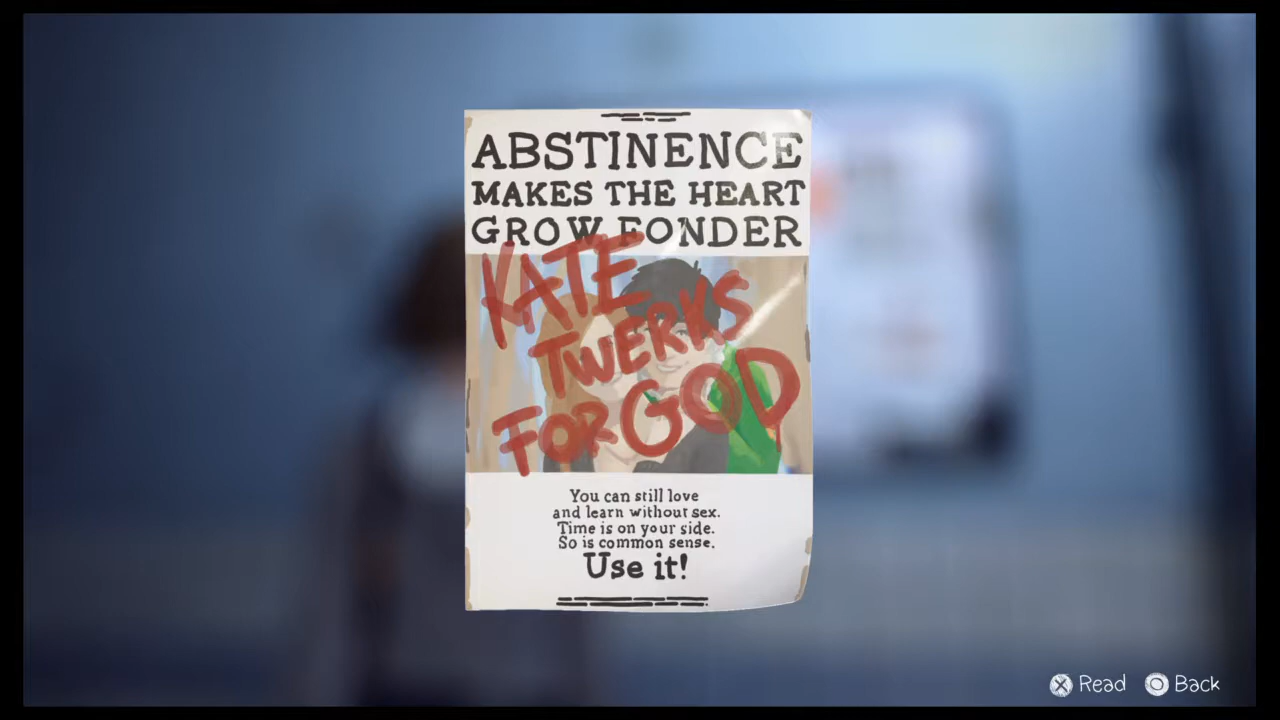 ABSTINENCE
MAKES THE HEART
GROW FONDER
KATE
TWERKS
FOR GOD
You can still love
and learn without sex.
Time is on your side.
So is common sense.
Use it!
Read Back